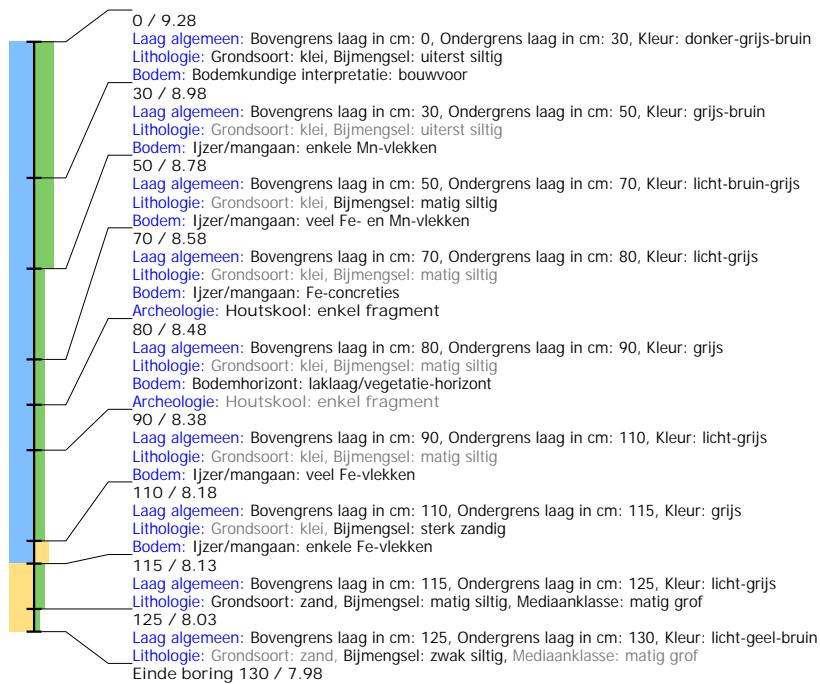 0 / 9.28
Laag algemeen: Bovengrens laag in cm: 0, Ondergrens laag in cm: 30, Kleur: donker-grijs-bruin
Lithologie: Grondsoort: klei, Bijmengsel: uiterst siltig
Bodem: Bodemkundige interpretatie: bouwvoor
30 / 8.98
Laag algemeen: Bovengrens laag in cm: 30, Ondergrens laag in cm: 50, Kleur: grijs-bruin
Lithologie: Grondsoort: klei, Bijmengsel: uiterst siltig
Bodem: Ijzer/mangaan: enkele Mn-vlekken
50 / 8.78
Laag algemeen: Bovengrens laag in cm: 50, Ondergrens laag in cm: 70, Kleur: licht-bruin-grijs
Lithologie: Grondsoort: klei, Bijmengsel: matig siltig
Bodem: Ijzer/mangaan: veel Fe- en Mn-vlekken
70 / 8.58
Laag algemeen: Bovengrens laag in cm: 70, Ondergrens laag in cm: 80, Kleur: licht-grijs
Lithologie: Grondsoort: klei, Bijmengsel: matig siltig
Bodem: Ijzer/mangaan: Fe-concreties
Archeologie: Houtskool: enkel fragment
80 / 8.48
Laag algemeen: Bovengrens laag in cm: 80, Ondergrens laag in cm: 90, Kleur: grijs
Lithologie: Grondsoort: klei, Bijmengsel: matig siltig
Bodem: Bodemhorizont: laklaag/vegetatie-horizont
Archeologie: Houtskool: enkel fragment
90 / 8.38
Laag algemeen: Bovengrens laag in cm: 90, Ondergrens laag in cm: 110, Kleur: licht-grijs
Lithologie: Grondsoort: klei, Bijmengsel: matig siltig
Bodem: Ijzer/mangaan: veel Fe-vlekken
110 / 8.18
Laag algemeen: Bovengrens laag in cm: 110, Ondergrens laag in cm: 115, Kleur: grijs
Lithologie: Grondsoort: klei, Bijmengsel: sterk zandig
Bodem: Ijzer/mangaan: enkele Fe-vlekken
115 / 8.13
Laag algemeen: Bovengrens laag in cm: 115, Ondergrens laag in cm: 125, Kleur: licht-grijs
Lithologie: Grondsoort: zand, Bijmengsel: matig siltig, Mediaanklasse: matig grof
125 / 8.03
Laag algemeen: Bovengrens laag in cm: 125, Ondergrens laag in cm: 130, Kleur: licht-geel-bruin
Lithologie: Grondsoort: zand, Bijmengsel: zwak siltig, Mediaanklasse: matig grof
Einde boring 130 / 7.98